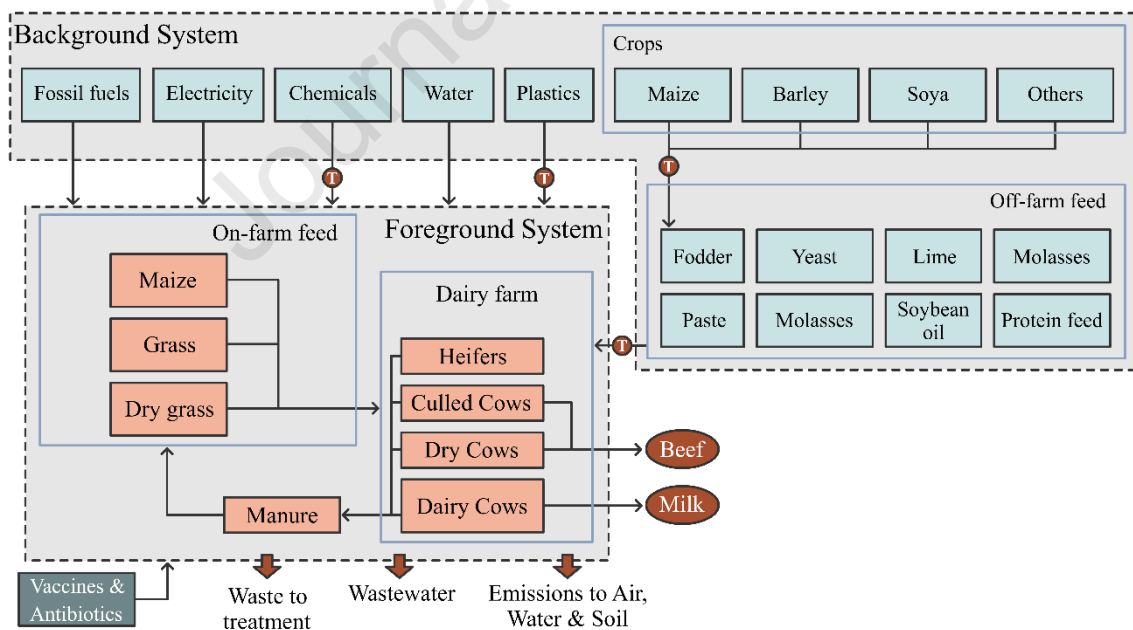 Journa
Background System
Crops
Fossil fuels
Electricity
Chemicals
Water
Plastics
Maize
Barley
Soya
Others
T
T
T
Off-farm feed
Fodder
Yeast
Lime
Molasses
Paste
Molasses
Soybean
oil
Protein feed
T
Foreground System
On-farm feed
Maize
Grass
Dry grass
Dairy farm
Heifers
Culled Cows
Dry Cows
Dairy Cows
Manure
Beef
Milk
Vaccines &
Antibiotics
Waste to
treatment
Wastewater
Emissions to Air,
Water & Soil